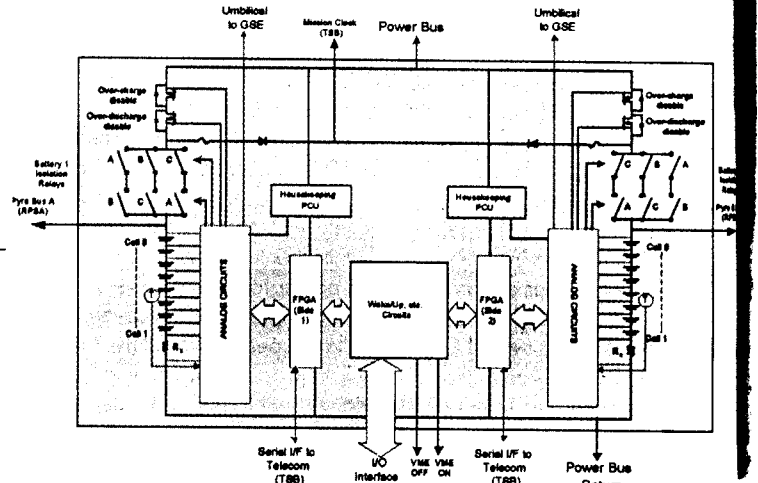 Umbilical
to GSE
Mission Clock
(TSB)
Power Bus
Umbilical
to GSE
Over-charge
disable
Over-discharge
disable
Over-charge
disable
Over-discharge
disable
Battery 1
Isolation
Relays
A B C
B C A
C B A
A C B
Pyro Bus A
(RPSA)
Housekeeping
PCU
Housekeeping
PCU
Cell 8
Cell 1
ANALOG CIRCUITS
FPGA
(Side
1)
Wake/Up, etc.
Circuits
FPGA
(Side
2)
ANALOG CIRCUITS
Cell 8
Cell 1
Serial I/F to
Telecom
(TSB)
I/O
Interface
VME
OFF
VME
ON
Serial I/F to
Telecom
(TSB)
Power Bus